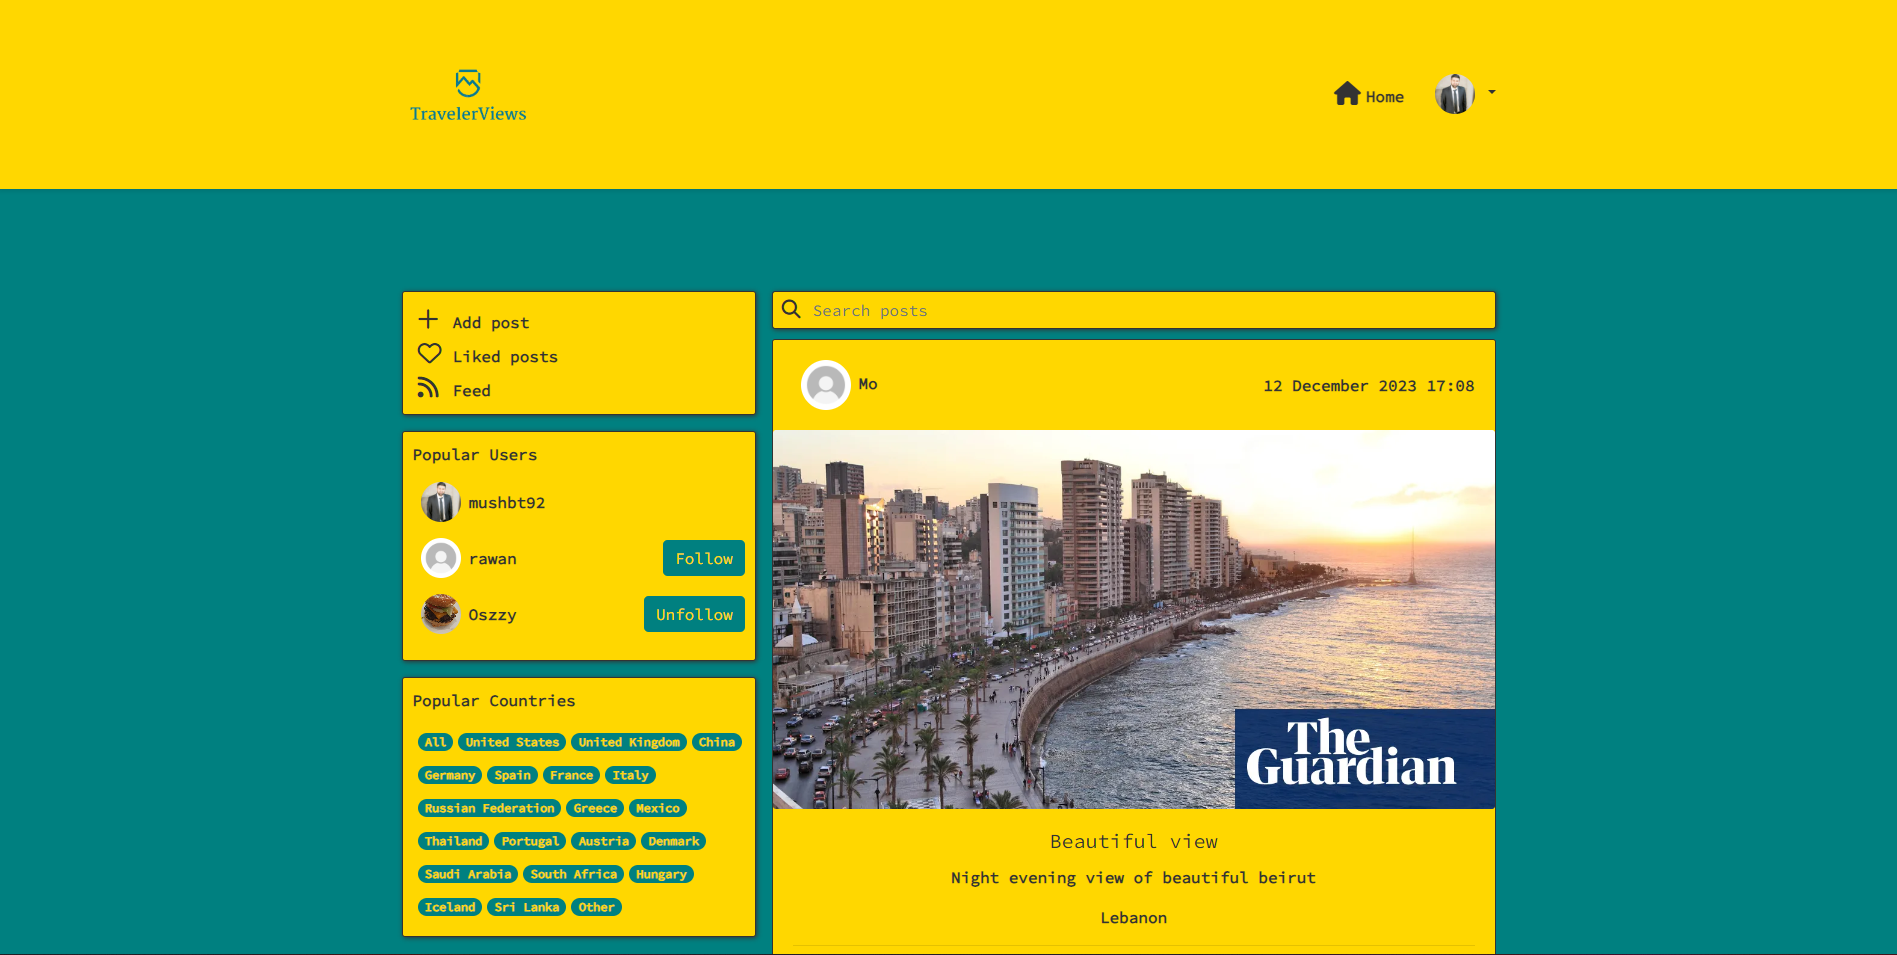 TravelerViews
Home
Add post
Liked posts
Feed
Popular Users
mushbt92
rawan
Follow
Oszzy
Unfollow
Popular Countries
All United States United Kingdom China
Germany Spain France Italy
Russian Federation Greece Mexico
Thailand Portugal Austria Denmark
Saudi Arabia South Africa Hungary
Iceland Sri Lanka Other
Search posts
Mo
12 December 2023 17:08
The
Guardian
Beautiful view
Night evening view of beautiful beirut
Lebanon